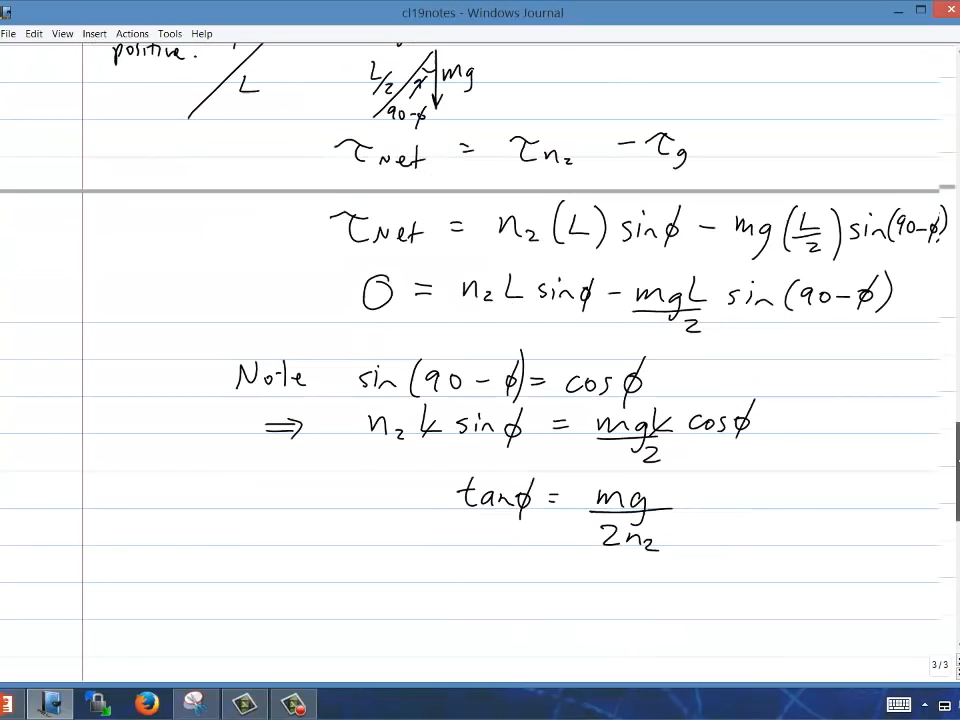 cl19notes - Windows Journal
File Edit View Insert Actions Tools Help
positive.
L
L/2
mg
90-φ
τNet = τn₂ - τg
τNet = n₂(L) sinφ - mg(L/2) sin(90-φ)
0 = n₂ L sinφ - mgL/2 sin(90-φ)
Note sin(90-φ) = cosφ
⇒ n₂ L sinφ = mgL/2 cosφ
tanφ = mg/2n₂
3/3